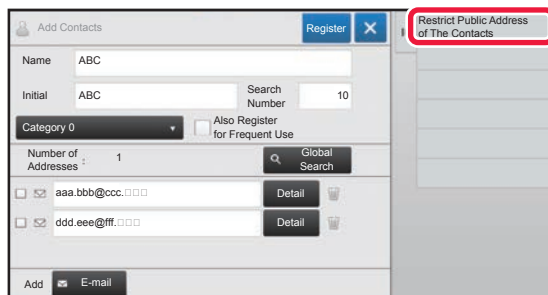 Add Contacts
Register
Restrict Public Address
of The Contacts
Name
ABC
Initial
ABC
Search
Number
10
Category 0
Also Register
for Frequent Use
Number of
Addresses :
1
Global
Search
aaa.bbb@ccc.□□□
Detail
ddd.eee@fff.□□□
Detail
Add
E-mail